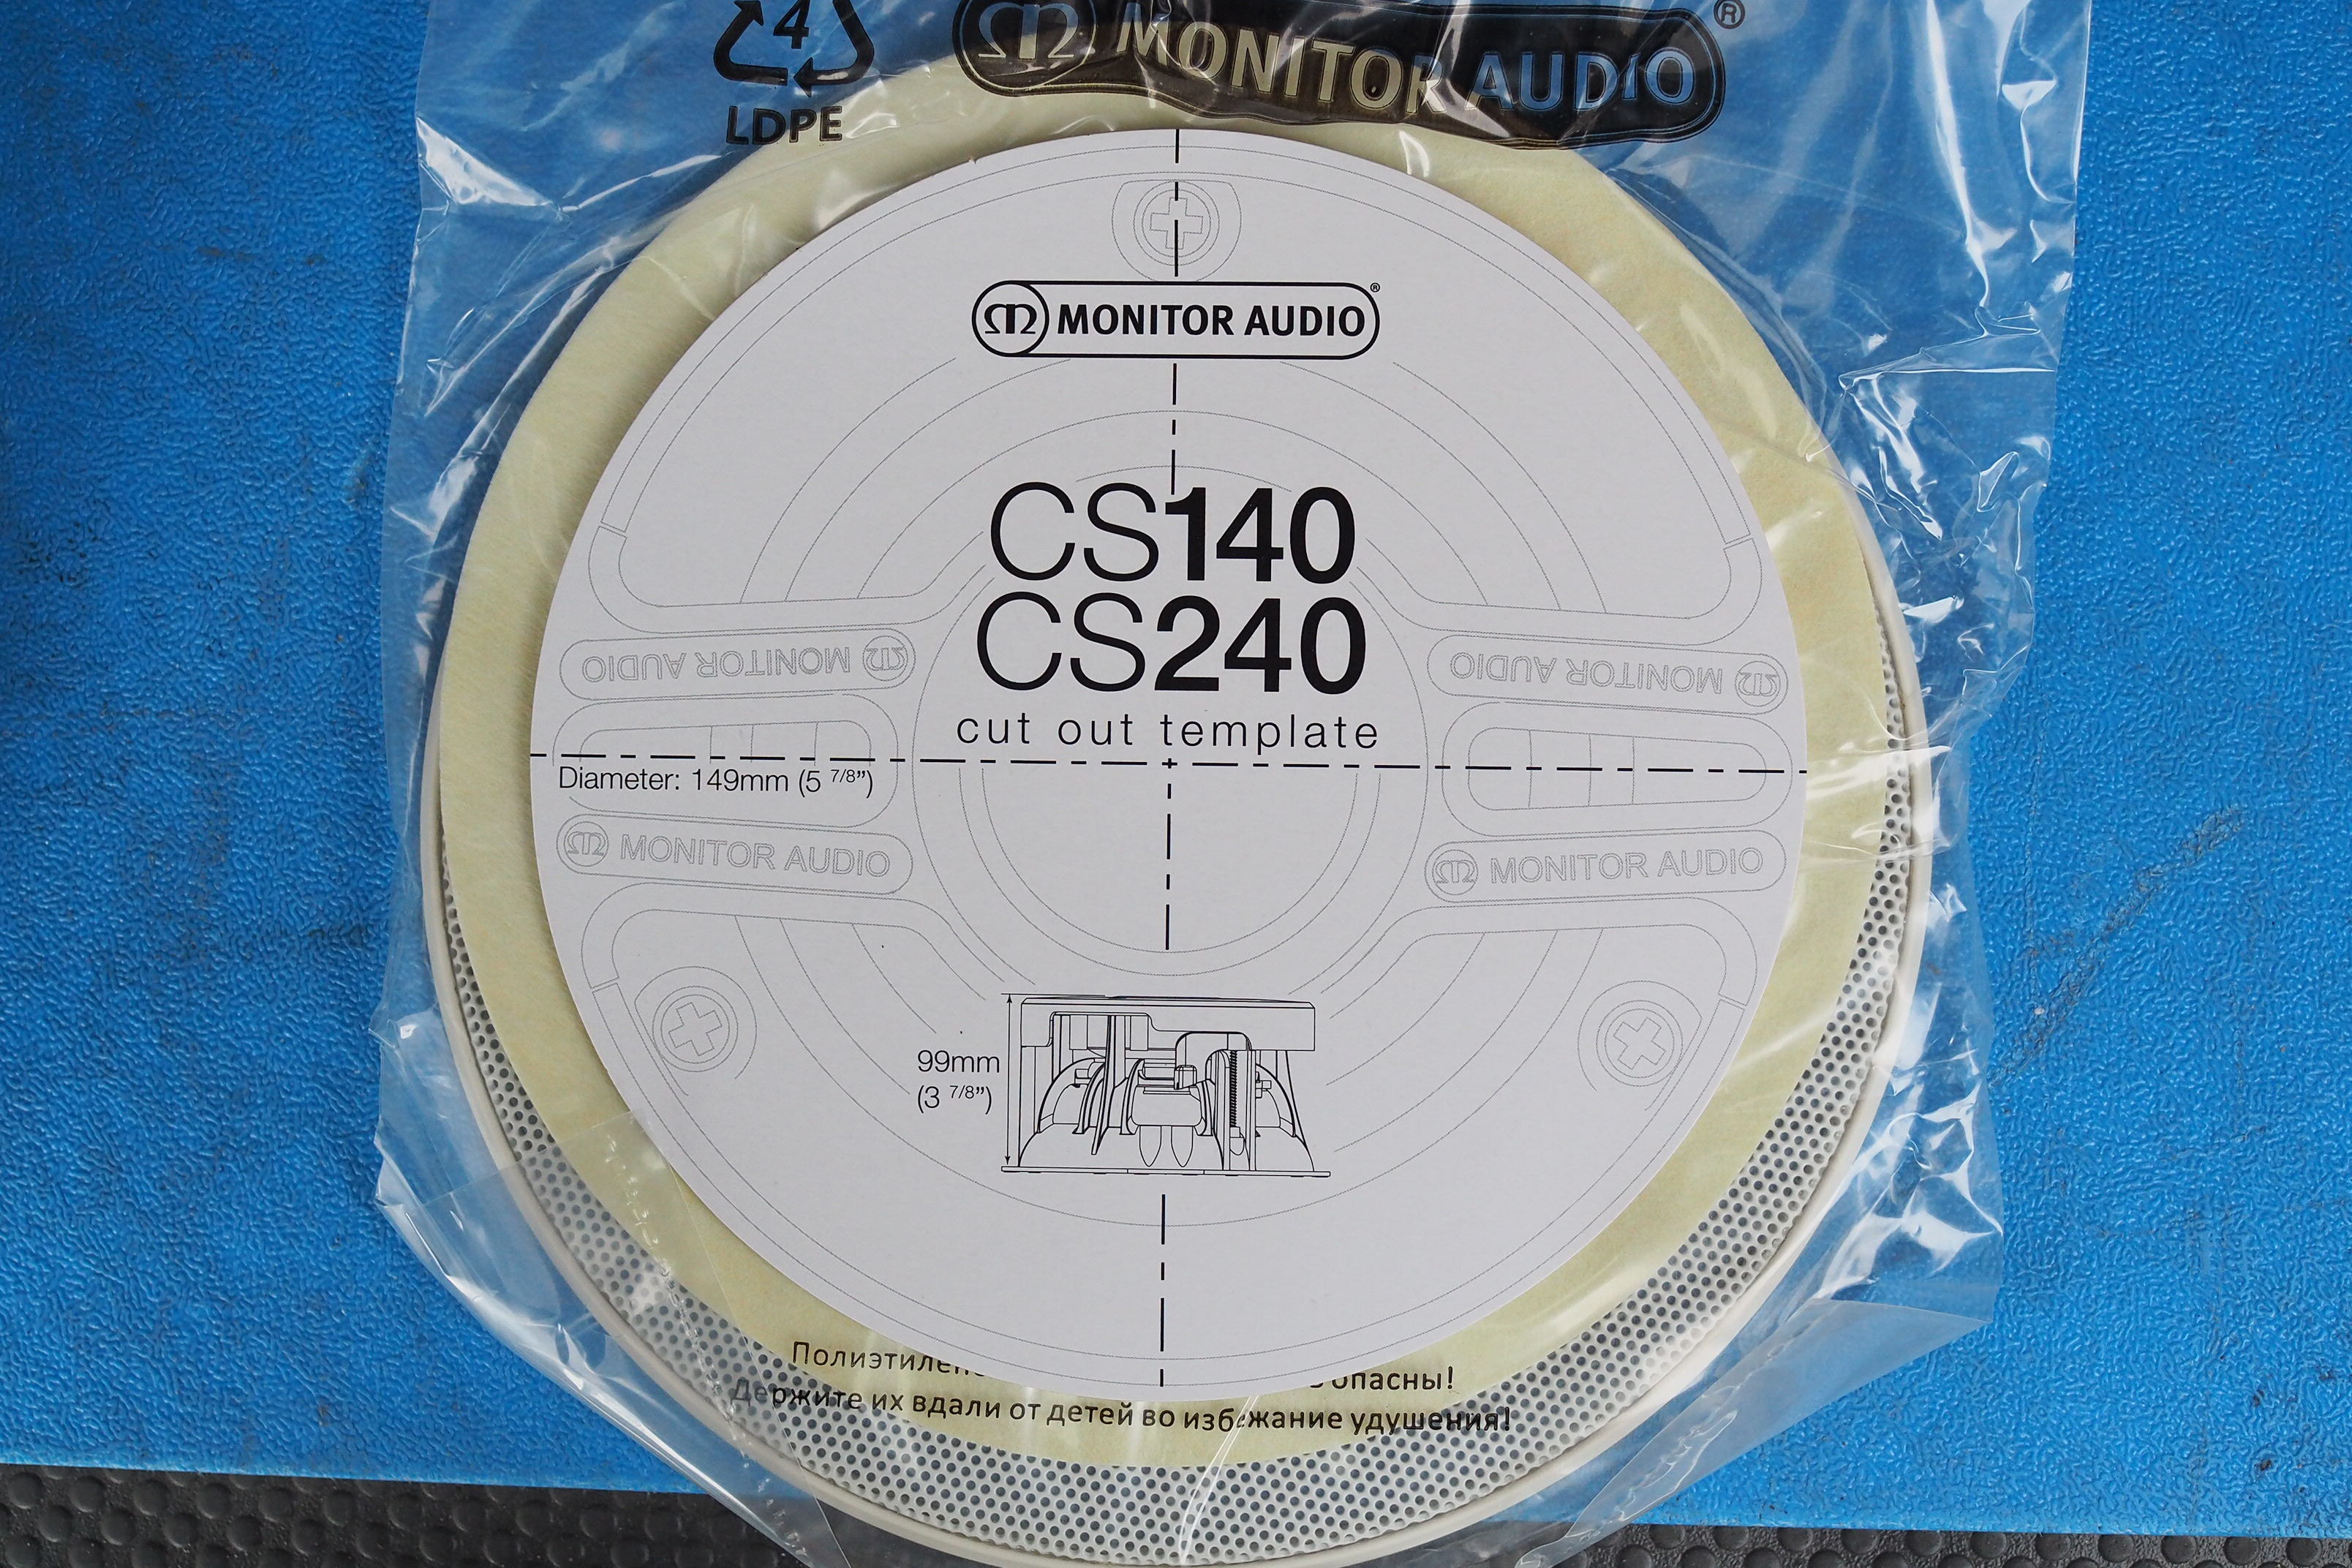 4
LDPE
MONITOR AUDIO®
MONITOR AUDIO®
CS140
CS240
cut out template
MONITOR AUDIO
MONITOR AUDIO
Diameter: 149mm (5 7/8")
MONITOR AUDIO
MONITOR AUDIO
99mm
(3 7/8")
опасны!
Держите их вдали от детей во избежание удушения!